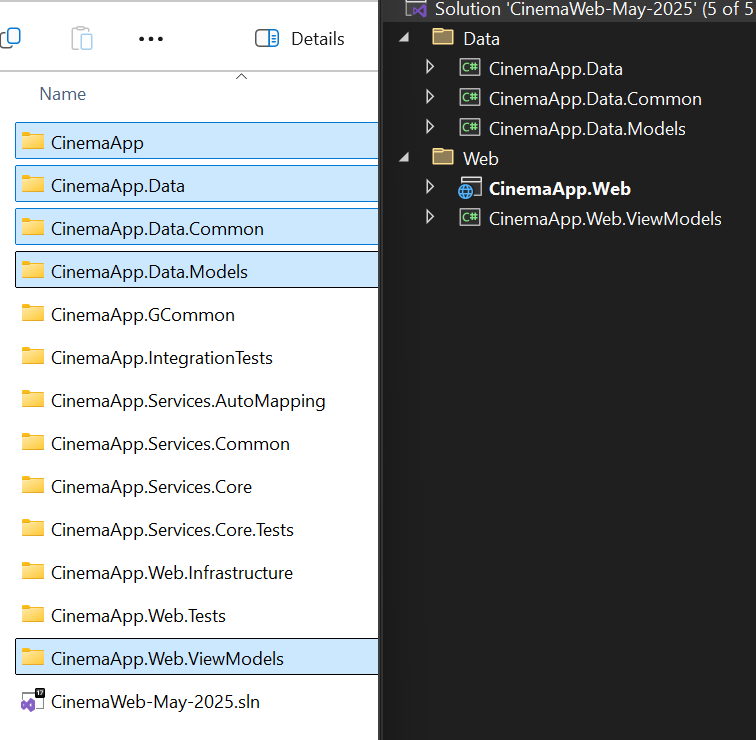 Details
Name
CinemaApp
CinemaApp.Data
CinemaApp.Data.Common
CinemaApp.Data.Models
CinemaApp.GCommon
CinemaApp.IntegrationTests
CinemaApp.Services.AutoMapping
CinemaApp.Services.Common
CinemaApp.Services.Core
CinemaApp.Services.Core.Tests
CinemaApp.Web.Infrastructure
CinemaApp.Web.Tests
CinemaApp.Web.ViewModels
17
CinemaWeb-May-2025.sln
Solution 'CinemaWeb-May-2025' (5 of 5
Data
C# CinemaApp.Data
C# CinemaApp.Data.Common
C# CinemaApp.Data.Models
Web
CinemaApp.Web
C# CinemaApp.Web.ViewModels